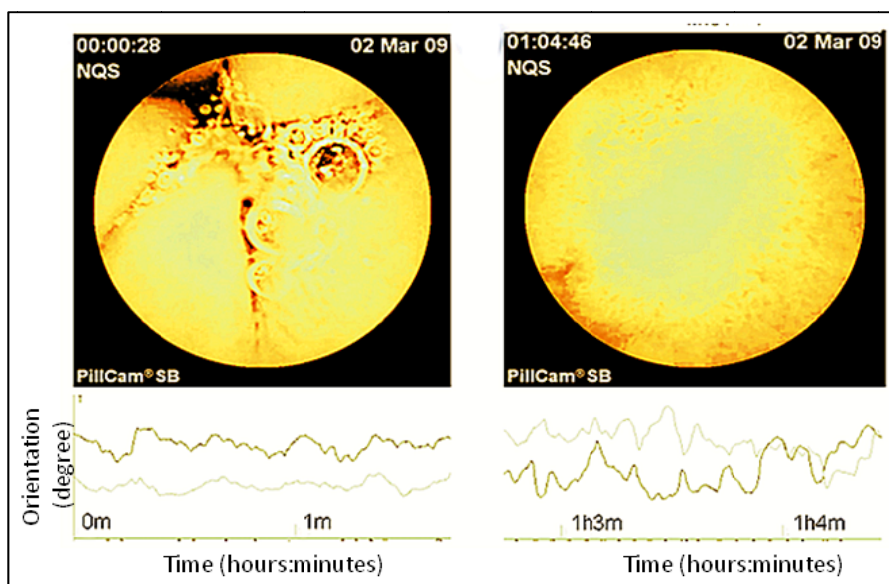 00:00:28 02 Mar 09
NQS
PillCam® SB
01:04:46 02 Mar 09
NQS
PillCam® SB
Orientation
(degree)
0m 1m
Time (hours:minutes)
1h3m 1h4m
Time (hours:minutes)